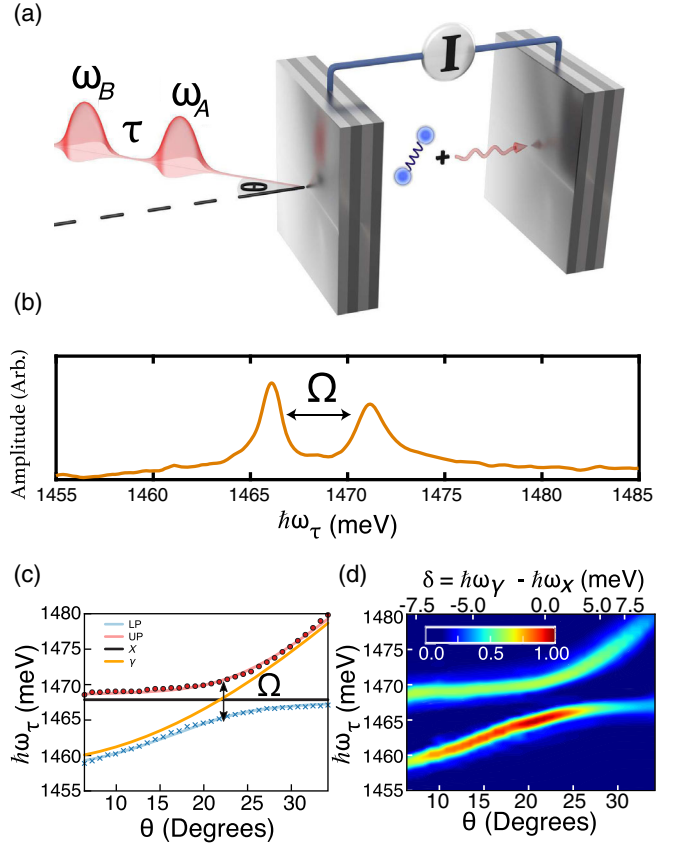 (a)
ω_B
τ
ω_A
θ
I
+
(b)
Amplitude (Arb.)
Ω
1455 1460 1465 1470 1475 1480 1485
ħω_τ (meV)
(c)
ħω_τ (meV)
1480
1475
1470
1465
1460
1455
LP
UP
X
γ
Ω
10 15 20 25 30
θ (Degrees)
(d)
δ = ħω_γ - ħω_x (meV)
-7.5 -5.0 0.0 5.0 7.5
ħω_τ (meV)
1480
1475
1470
1465
1460
1455
0.0 0.5 1.00
10 15 20 25 30
θ (Degrees)